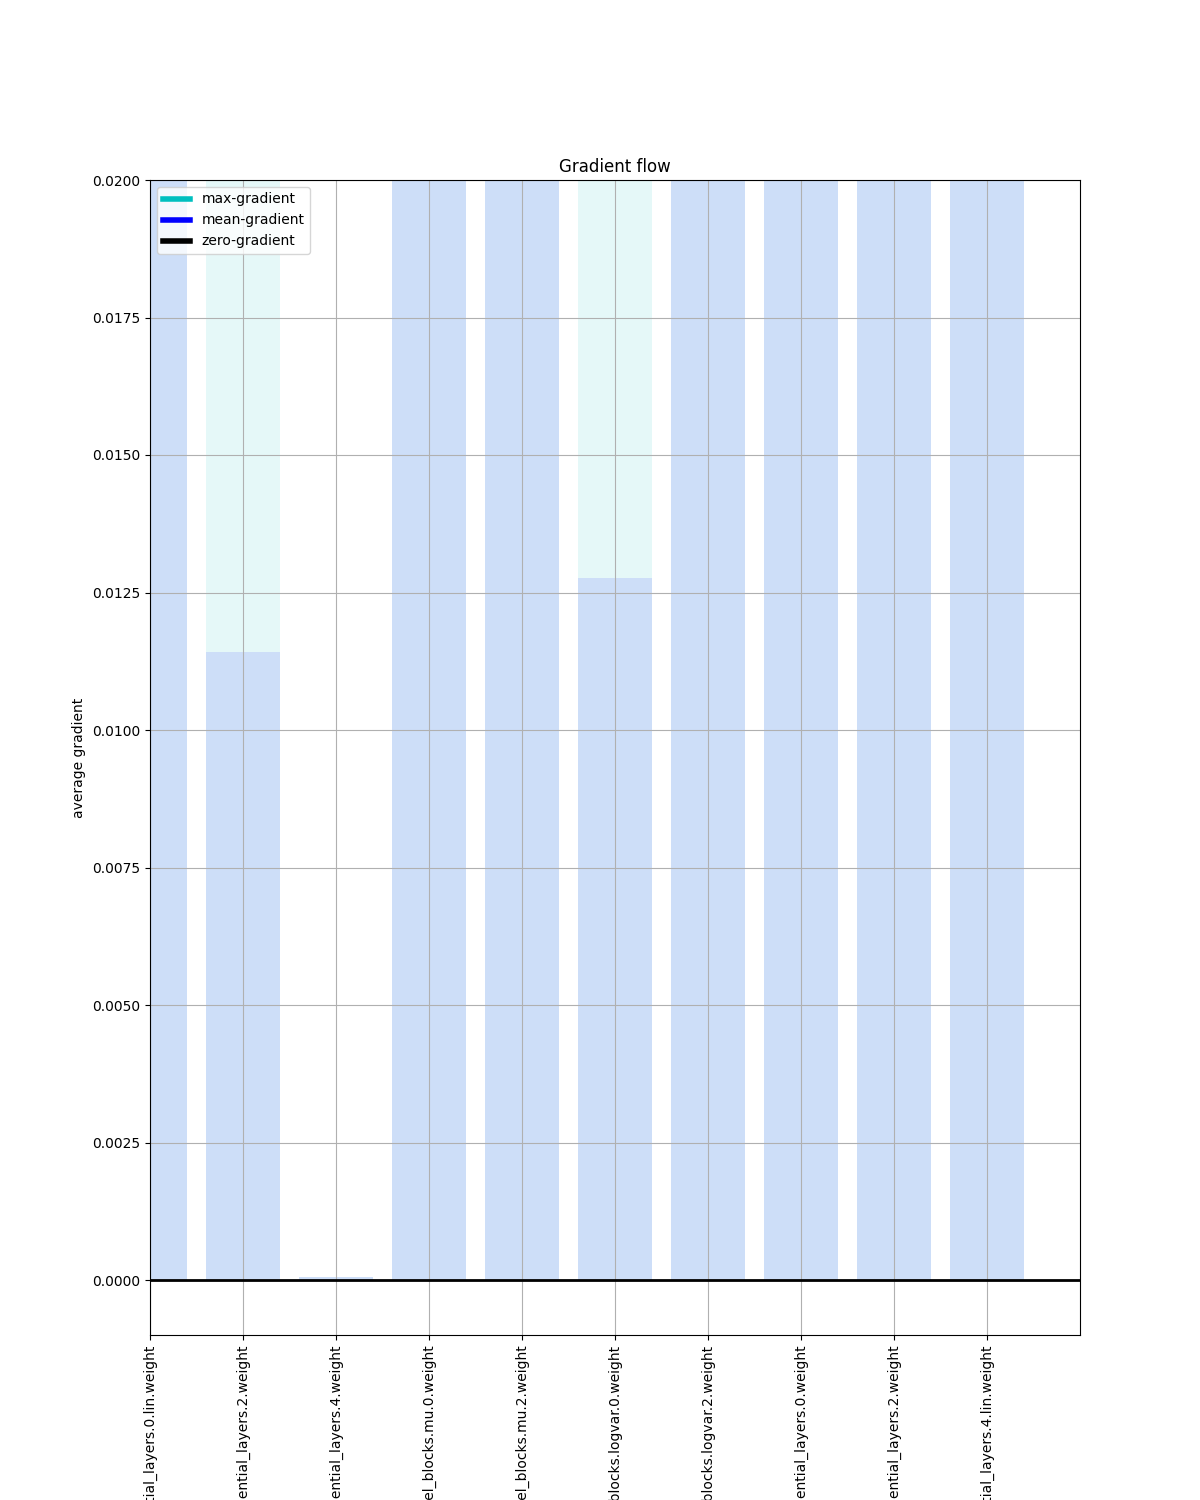 Gradient flow
max-gradient
mean-gradient
zero-gradient
0.0200
0.0175
0.0150
0.0125
0.0100
0.0075
0.0050
0.0025
0.0000
average gradient
tial_layers.0.lin.weight
ential_layers.2.weight
ential_layers.4.weight
el_blocks.mu.0.weight
el_blocks.mu.2.weight
blocks.logvar.0.weight
blocks.logvar.2.weight
ential_layers.0.weight
ential_layers.2.weight
tial_layers.4.lin.weight